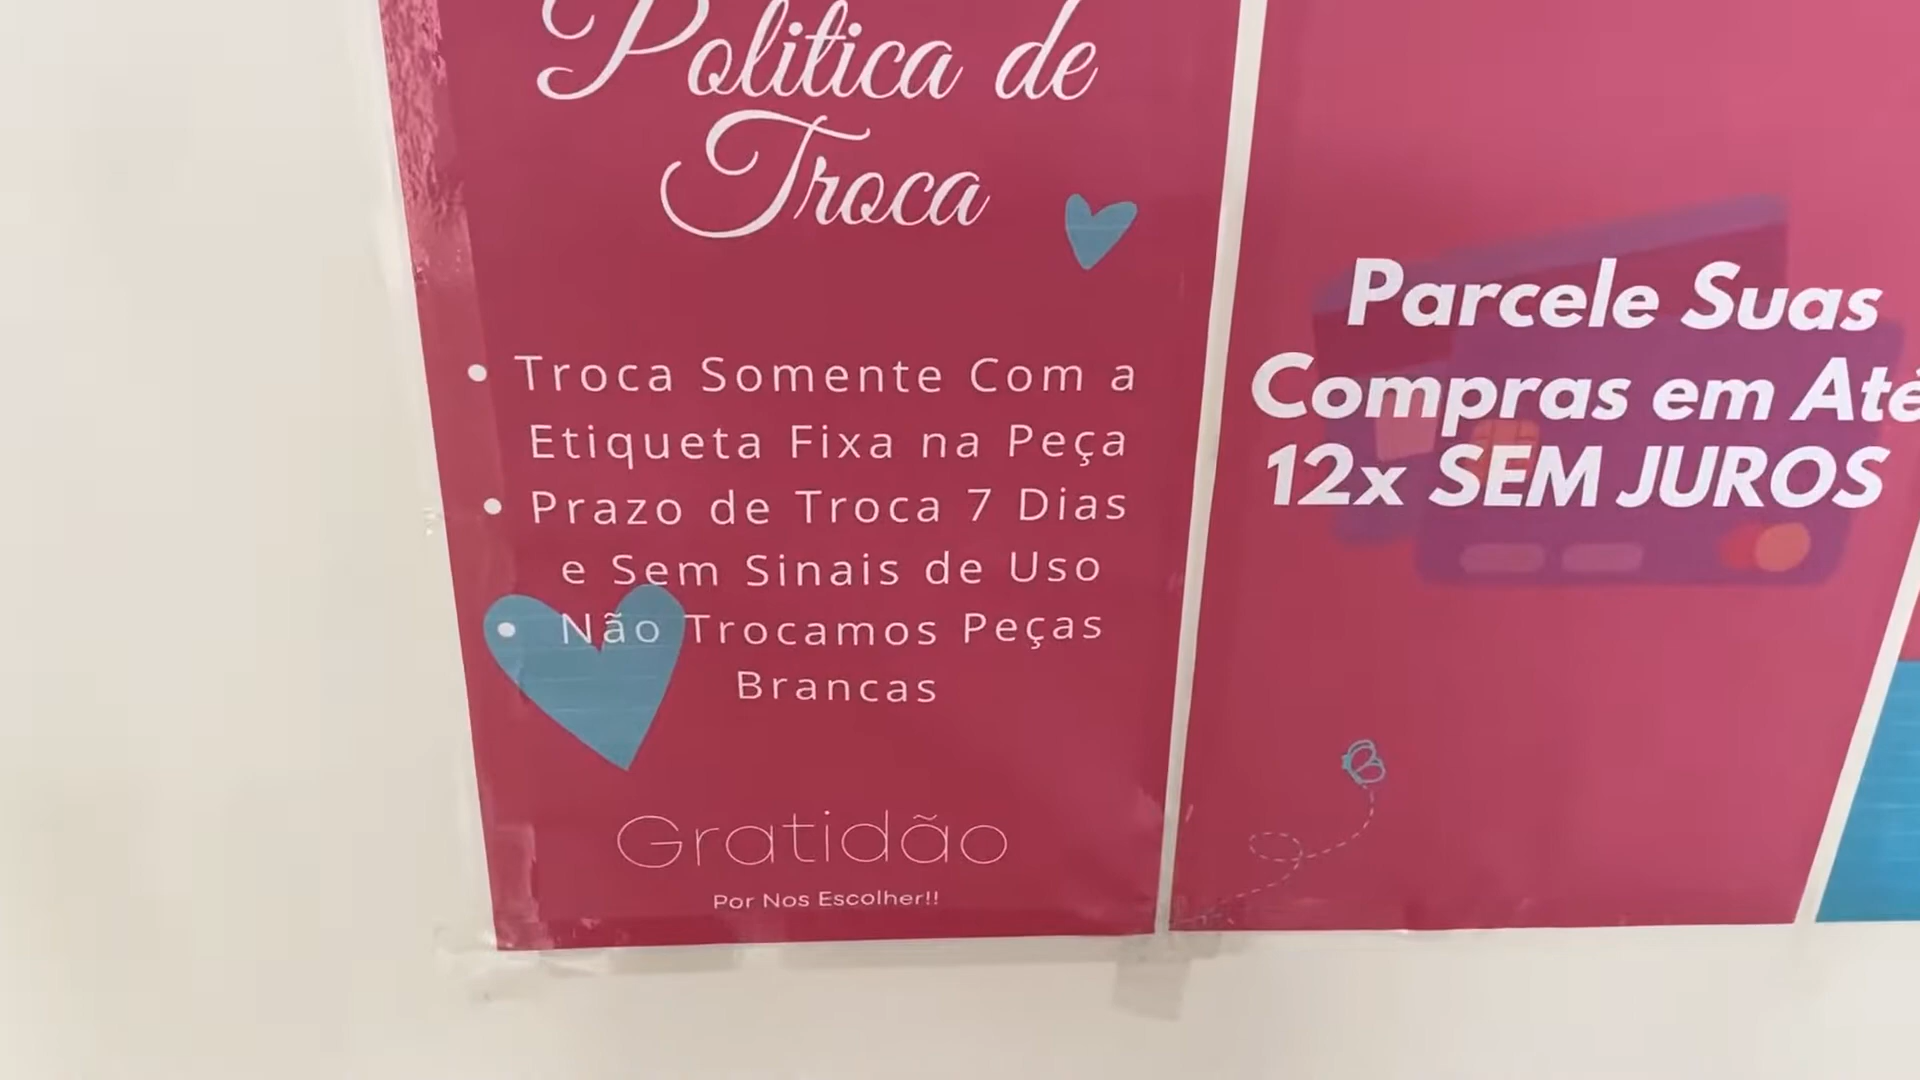 Politica de
Troca
• Troca Somente Com a
Etiqueta Fixa na Peça
• Prazo de Troca 7 Dias
e Sem Sinais de Uso
• Não Trocamos Peças
Brancas
Gratidão
Por Nos Escolher!!
Parcele Suas
Compras em Até
12x SEM JUROS